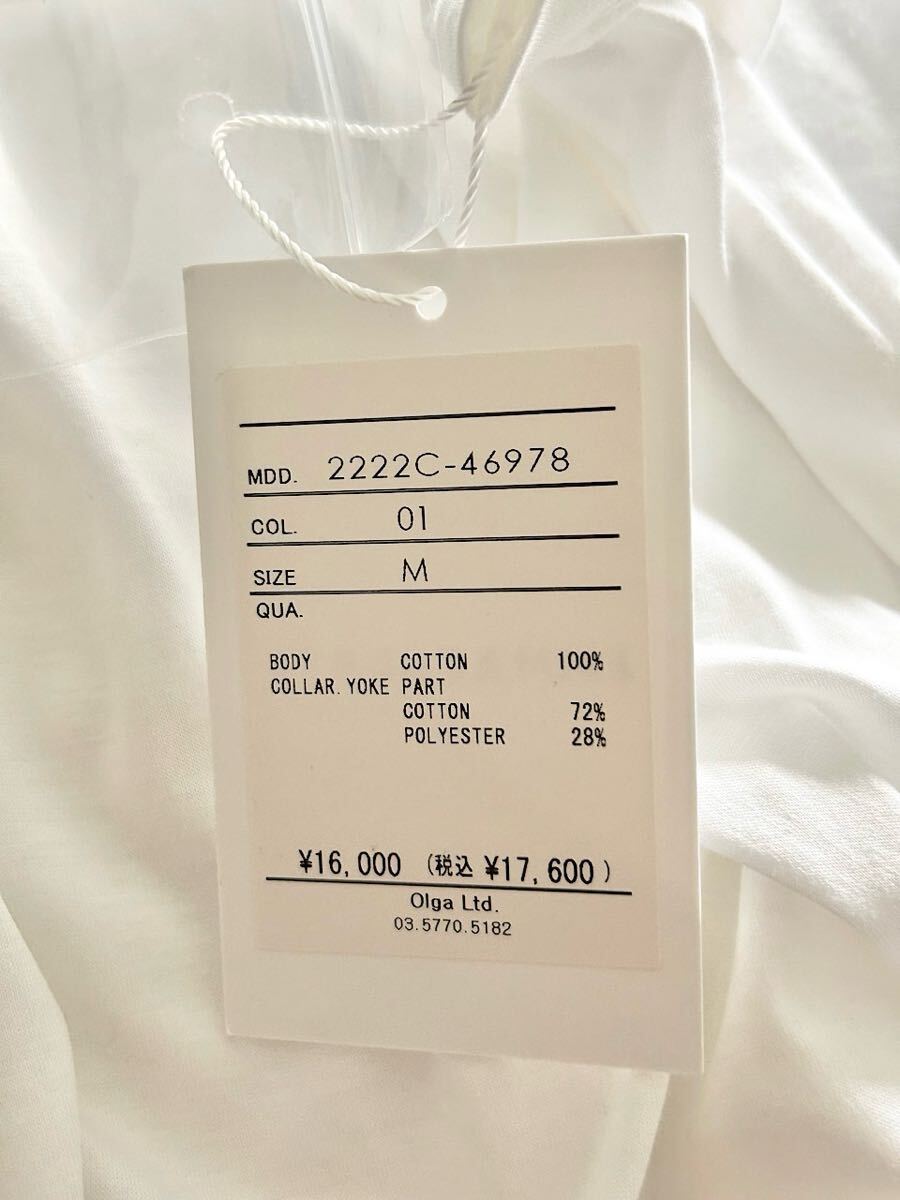 MDD. 2222C-46978
COL. 01
SIZE M
QUA.
BODY COTTON 100%
COLLAR. YOKE PART
COTTON 72%
POLYESTER 28%
¥16,000 (税込 ¥17,600)
Olga Ltd.
03.5770.5182